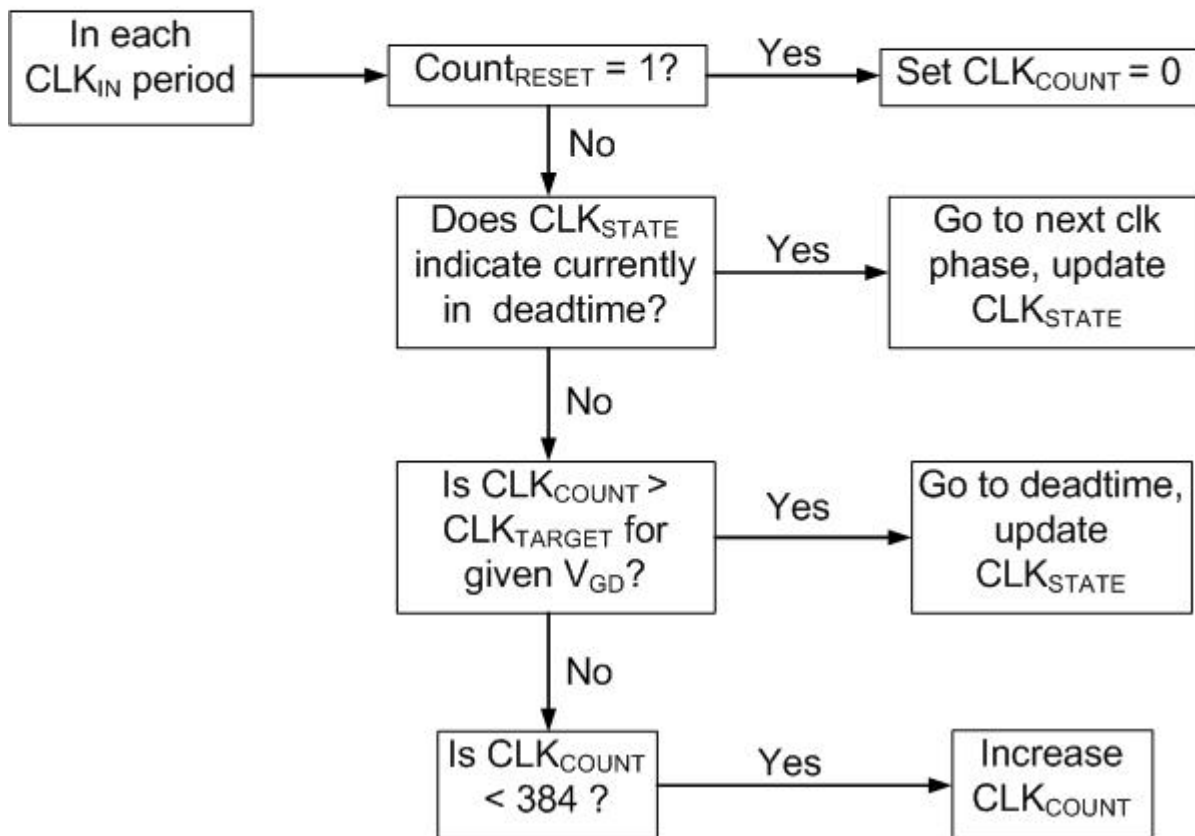 In each
CLKIN period
CountRESET = 1?
Yes
Set CLKCOUNT = 0
No
Does CLKSTATE
indicate currently
in deadtime?
Yes
Go to next clk
phase, update
CLKSTATE
No
Is CLKCOUNT >
CLKTARGET for
given VGD?
Yes
Go to deadtime,
update
CLKSTATE
No
Is CLKCOUNT
< 384 ?
Yes
Increase
CLKCOUNT